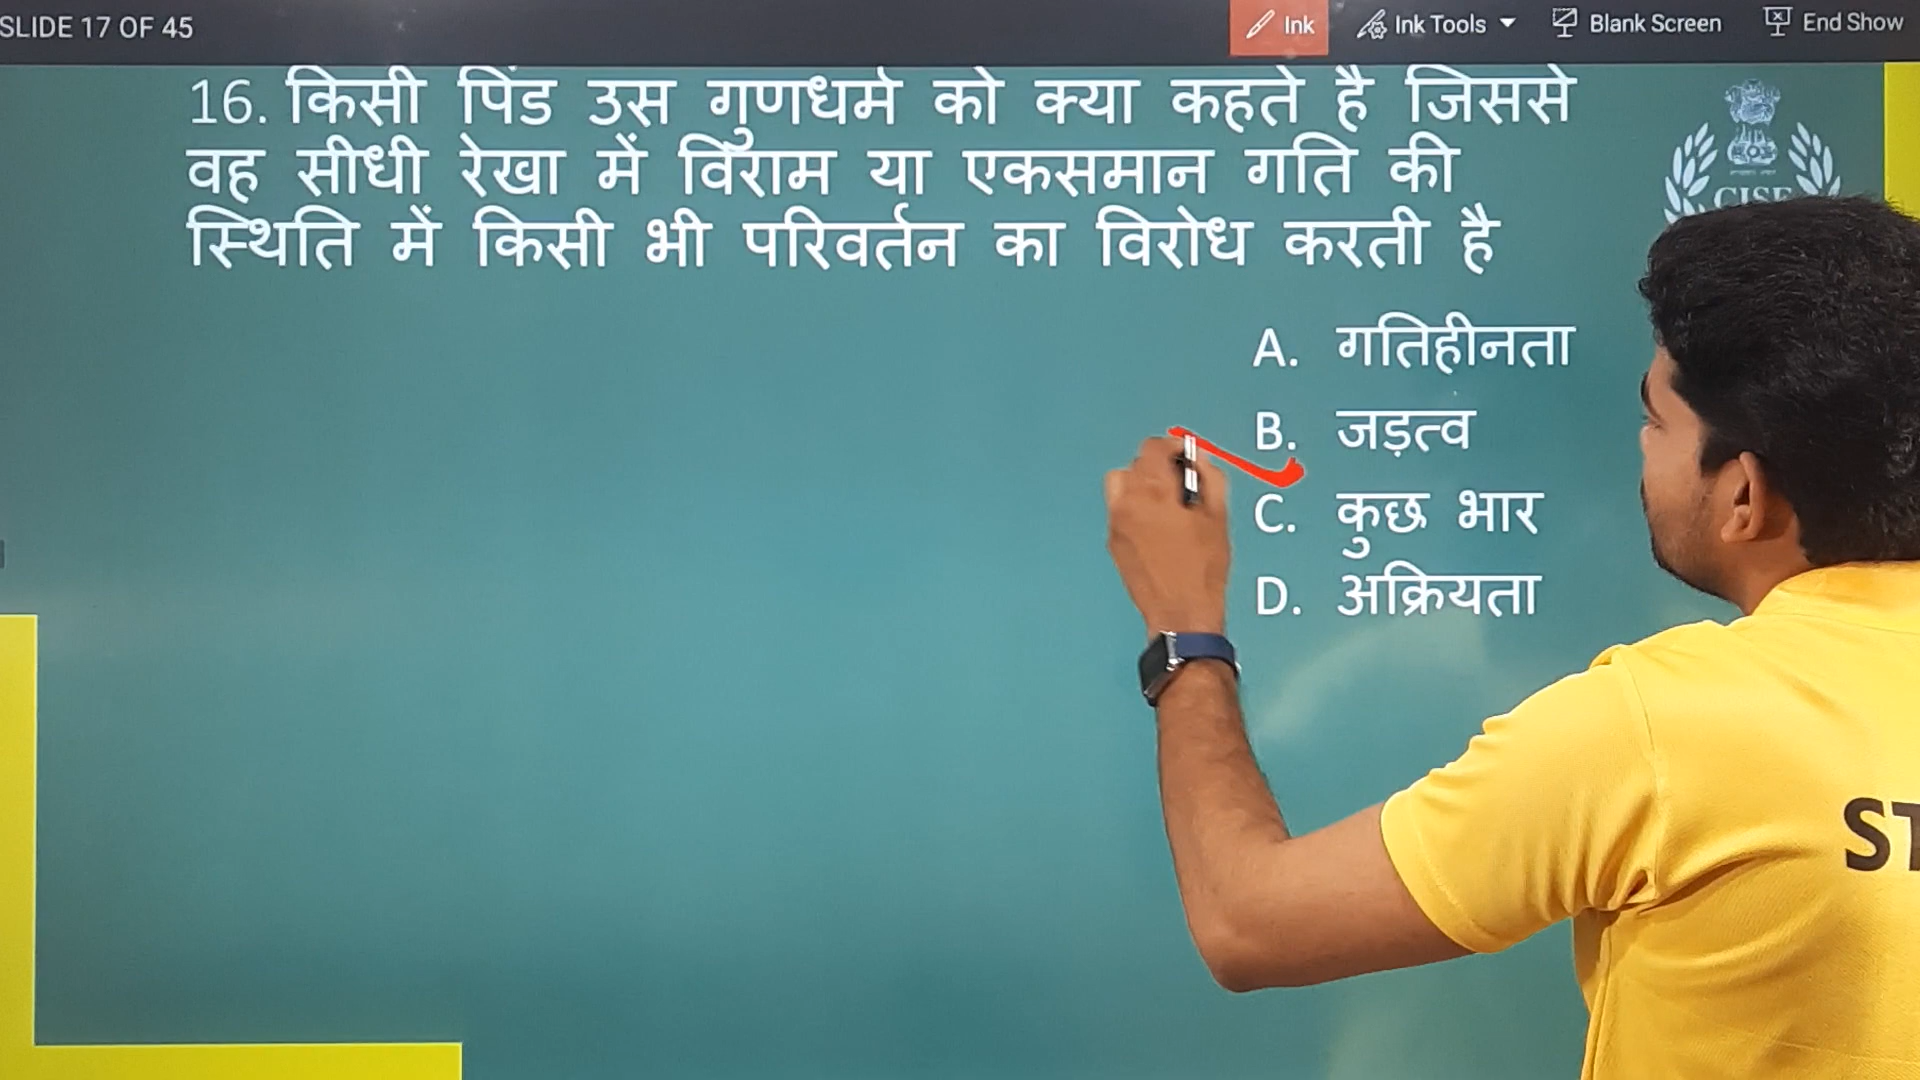 SLIDE 17 OF 45
Ink
Ink Tools
Blank Screen
End Show
16. किसी पिंड उस गुणधर्म को क्या कहते है जिससे
वह सीधी रेखा में विराम या एकसमान गति की
स्थिति में किसी भी परिवर्तन का विरोध करती है
CISF
A. गतिहीनता
B. जड़त्व
C. कुछ भार
D. अक्रियता